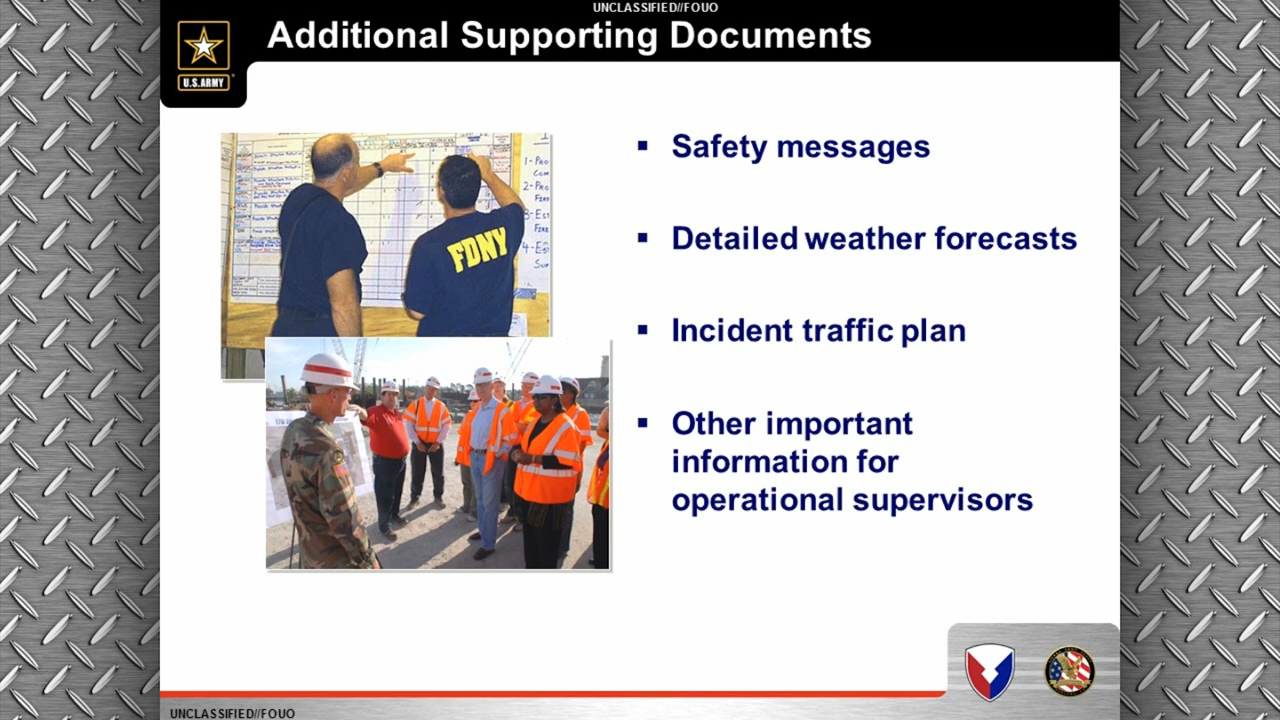 UNCLASSIFIED//FOUO
Additional Supporting Documents
U.S.ARMY
▪ Safety messages
▪ Detailed weather forecasts
▪ Incident traffic plan
▪ Other important
information for
operational supervisors
FDNY
UNCLASSIFIED//FOUO